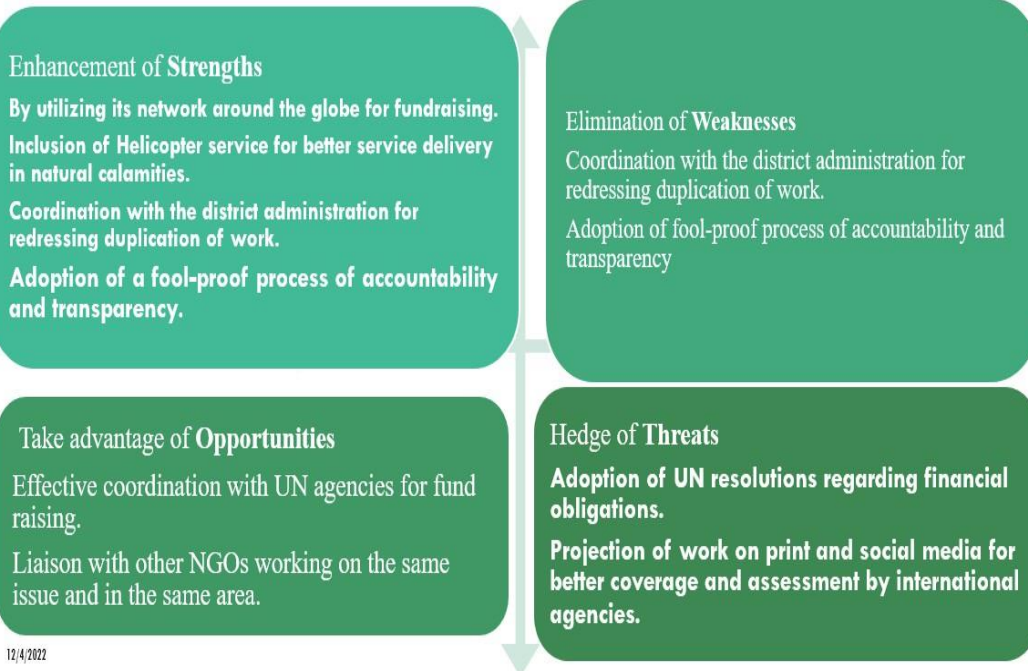 Enhancement of Strengths
By utilizing its network around the globe for fundraising.
Inclusion of Helicopter service for better service delivery
in natural calamities.
Coordination with the district administration for
redressing duplication of work.
Adoption of a fool-proof process of accountability
and transparency.
Elimination of Weaknesses
Coordination with the district administration for
redressing duplication of work.
Adoption of fool-proof process of accountability and
transparency
Take advantage of Opportunities
Effective coordination with UN agencies for fund
raising.
Liaison with other NGOs working on the same
issue and in the same area.
Hedge of Threats
Adoption of UN resolutions regarding financial
obligations.
Projection of work on print and social media for
better coverage and assessment by international
agencies.
12/4/2022